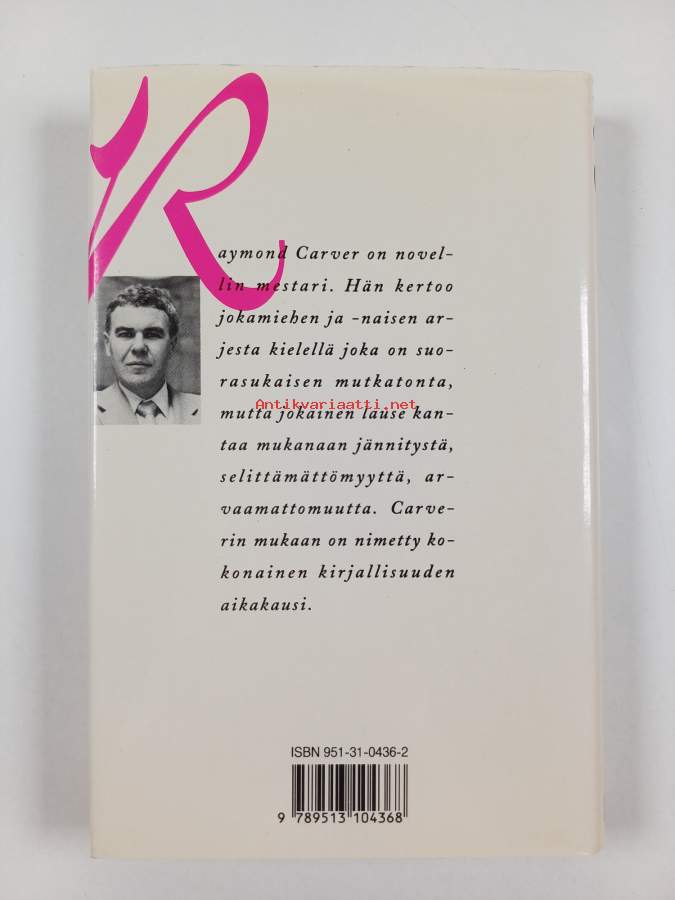 Raymond Carver on novel-
lin mestari. Hän kertoo
jokamiehen ja -naisen ar-
jesta kielellä joka on suo-
rasukaisen mutkatonta,
Antikvariaatti.net
mutta jokainen lause kan-
taa mukanaan jännitystä,
selittämättömyyttä, ar-
vaamattomuutta. Carve-
rin mukaan on nimetty ko-
konainen kirjallisuuden
aikakausi.
ISBN 951-31-0436-2
9 789513 104368